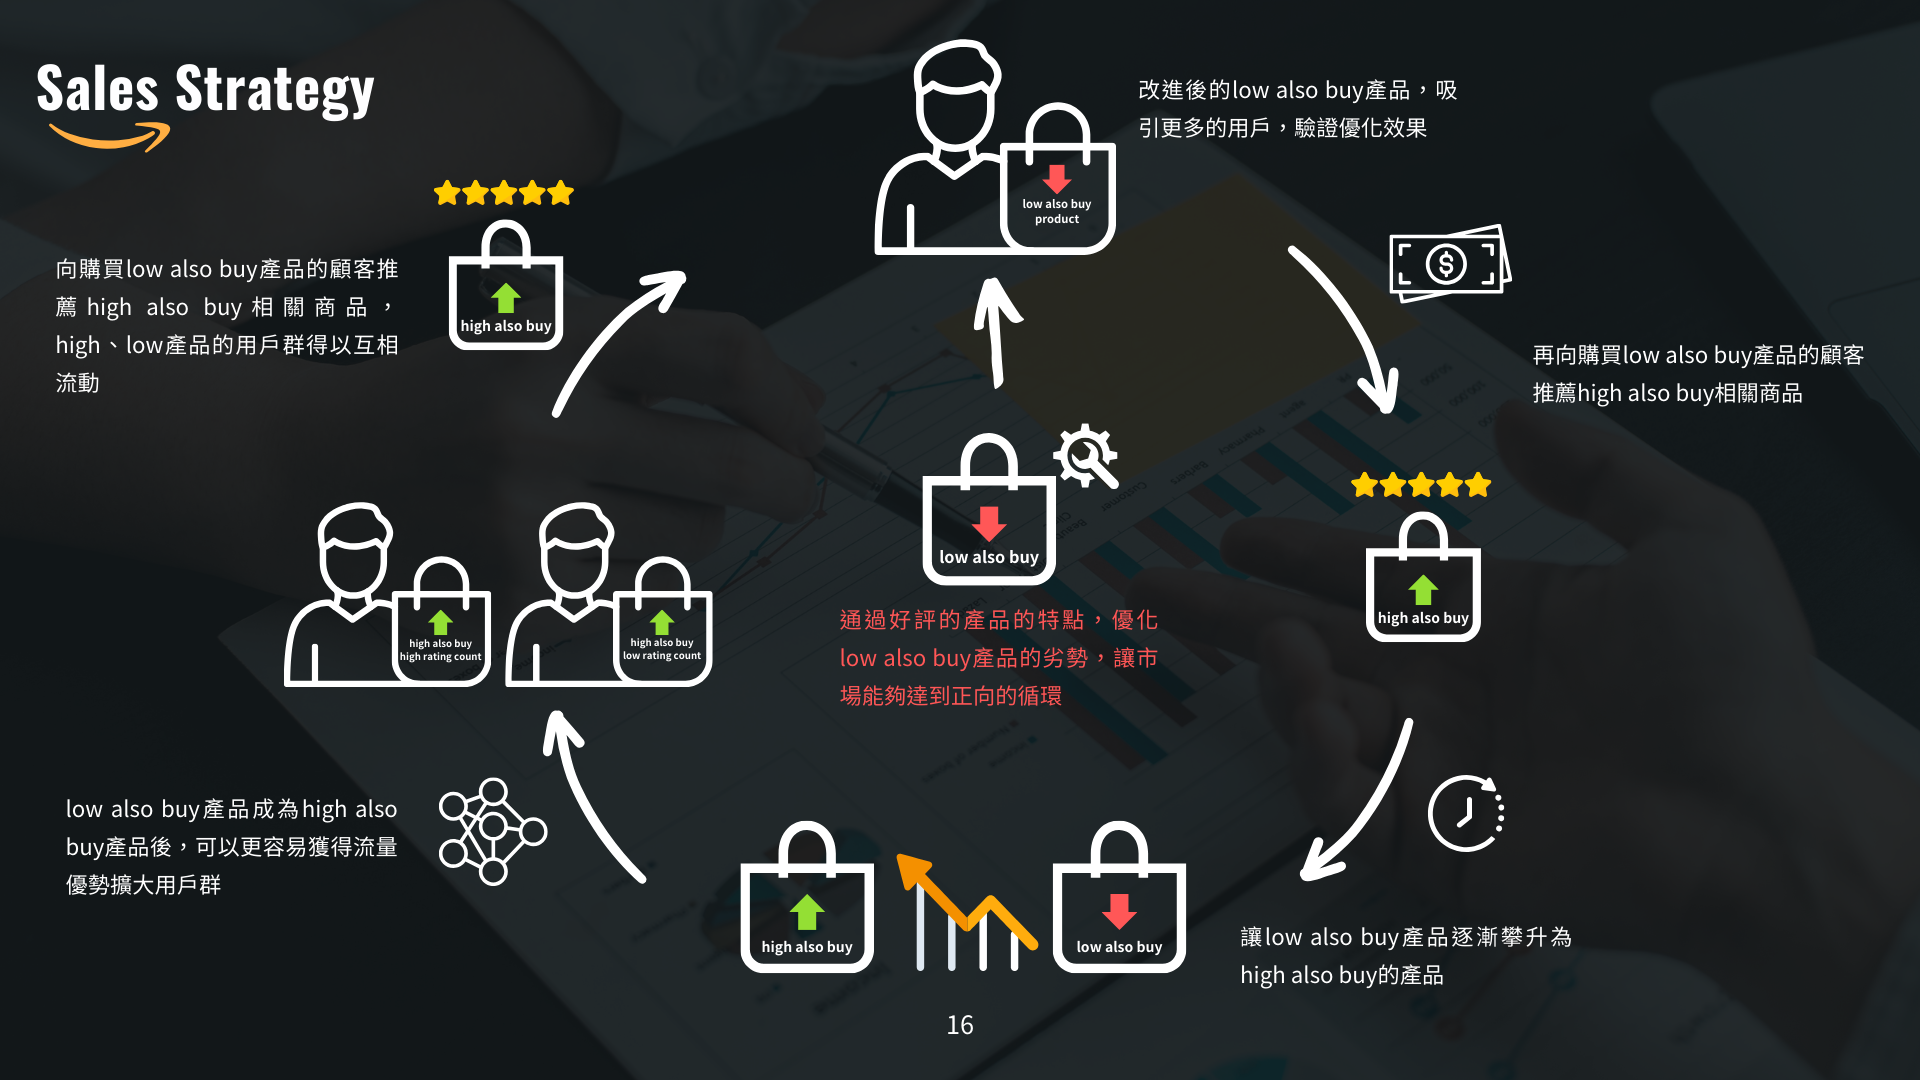 Sales Strategy
改進後的low also buy產品，吸
引更多的用戶，驗證優化效果
low also buy
product
向購買low also buy產品的顧客推
薦 high also buy 相關商品，
high、low產品的用戶群得以互相
流動
high also buy
再向購買low also buy產品的顧客
推薦high also buy相關商品
low also buy
通過好評的產品的特點，優化
low also buy產品的劣勢，讓市
場能夠達到正向的循環
high also buy
high also buy
high rating count
high also buy
low rating count
low also buy產品成為high also
buy產品後，可以更容易獲得流量
優勢擴大用戶群
high also buy
low also buy
讓low also buy產品逐漸攀升為
high also buy的產品
16